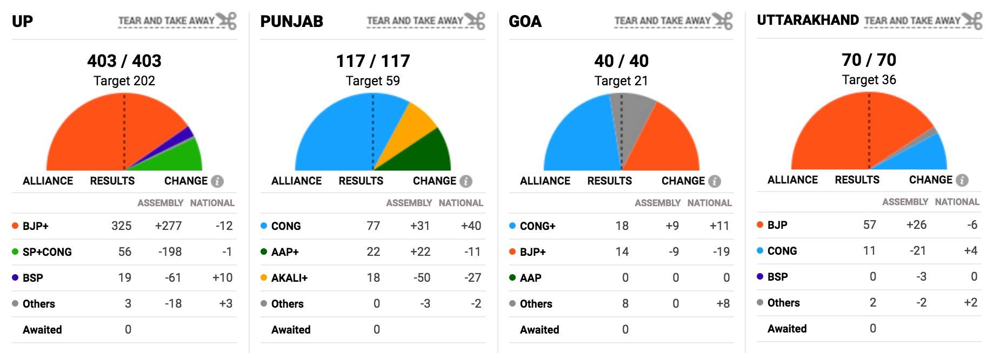 UP TEAR AND TAKE AWAY
403 / 403
Target 202
ALLIANCE RESULTS CHANGE i
ASSEMBLY NATIONAL
BJP+ 325 +277 -12
SP+CONG 56 -198 -1
BSP 19 -61 +10
Others 3 -18 +3
Awaited 0
PUNJAB TEAR AND TAKE AWAY
117 / 117
Target 59
ALLIANCE RESULTS CHANGE i
ASSEMBLY NATIONAL
CONG 77 +31 +40
AAP+ 22 +22 -11
AKALI+ 18 -50 -27
Others 0 -3 -2
Awaited 0
GOA TEAR AND TAKE AWAY
40 / 40
Target 21
ALLIANCE RESULTS CHANGE i
ASSEMBLY NATIONAL
CONG+ 18 +9 +11
BJP+ 14 -9 -19
AAP 0 0 0
Others 8 0 +8
Awaited 0
UTTARAKHAND TEAR AND TAKE AWAY
70 / 70
Target 36
ALLIANCE RESULTS CHANGE i
ASSEMBLY NATIONAL
BJP 57 +26 -6
CONG 11 -21 +4
BSP 0 -3 0
Others 2 -2 +2
Awaited 0